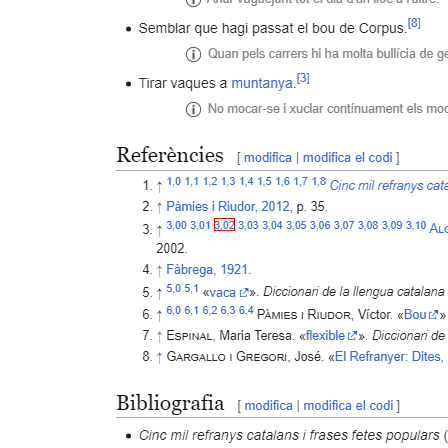 Semblar que hagi passat el bou de Corpus.[8]
Quan pels carrers hi ha molta bullícia de
Tirar vaques a muntanya.[3]
No mocar-se i xuclar contínuament els moc
Referències [ modifica | modifica el codi ]
1. ↑ 1,0 1,1 1,2 1,3 1,4 1,5 1,6 1,7 1,8 Cinc mil refranys
2. ↑ Pàmies i Riudor, 2012, p. 35.
3. ↑ 3,00 3,01 3,02 3,03 3,04 3,05 3,06 3,07 3,08 3,09 3,10
2002.
4. ↑ Fàbrega, 1921.
5. ↑ 5,0 5,1 «vaca». Diccionari de la llengua catalana
6. ↑ 6,0 6,1 6,2 6,3 6,4 Pàmies i Riudor, Víctor. «Bou»
7. ↑ Espinal, Maria Teresa. «flexible». Diccionari de
8. ↑ Gargallo i Gregori, José. «El Refranyer: Dites,
Bibliografia [ modifica | modifica el codi ]
Cinc mil refranys catalans i frases fetes populars (